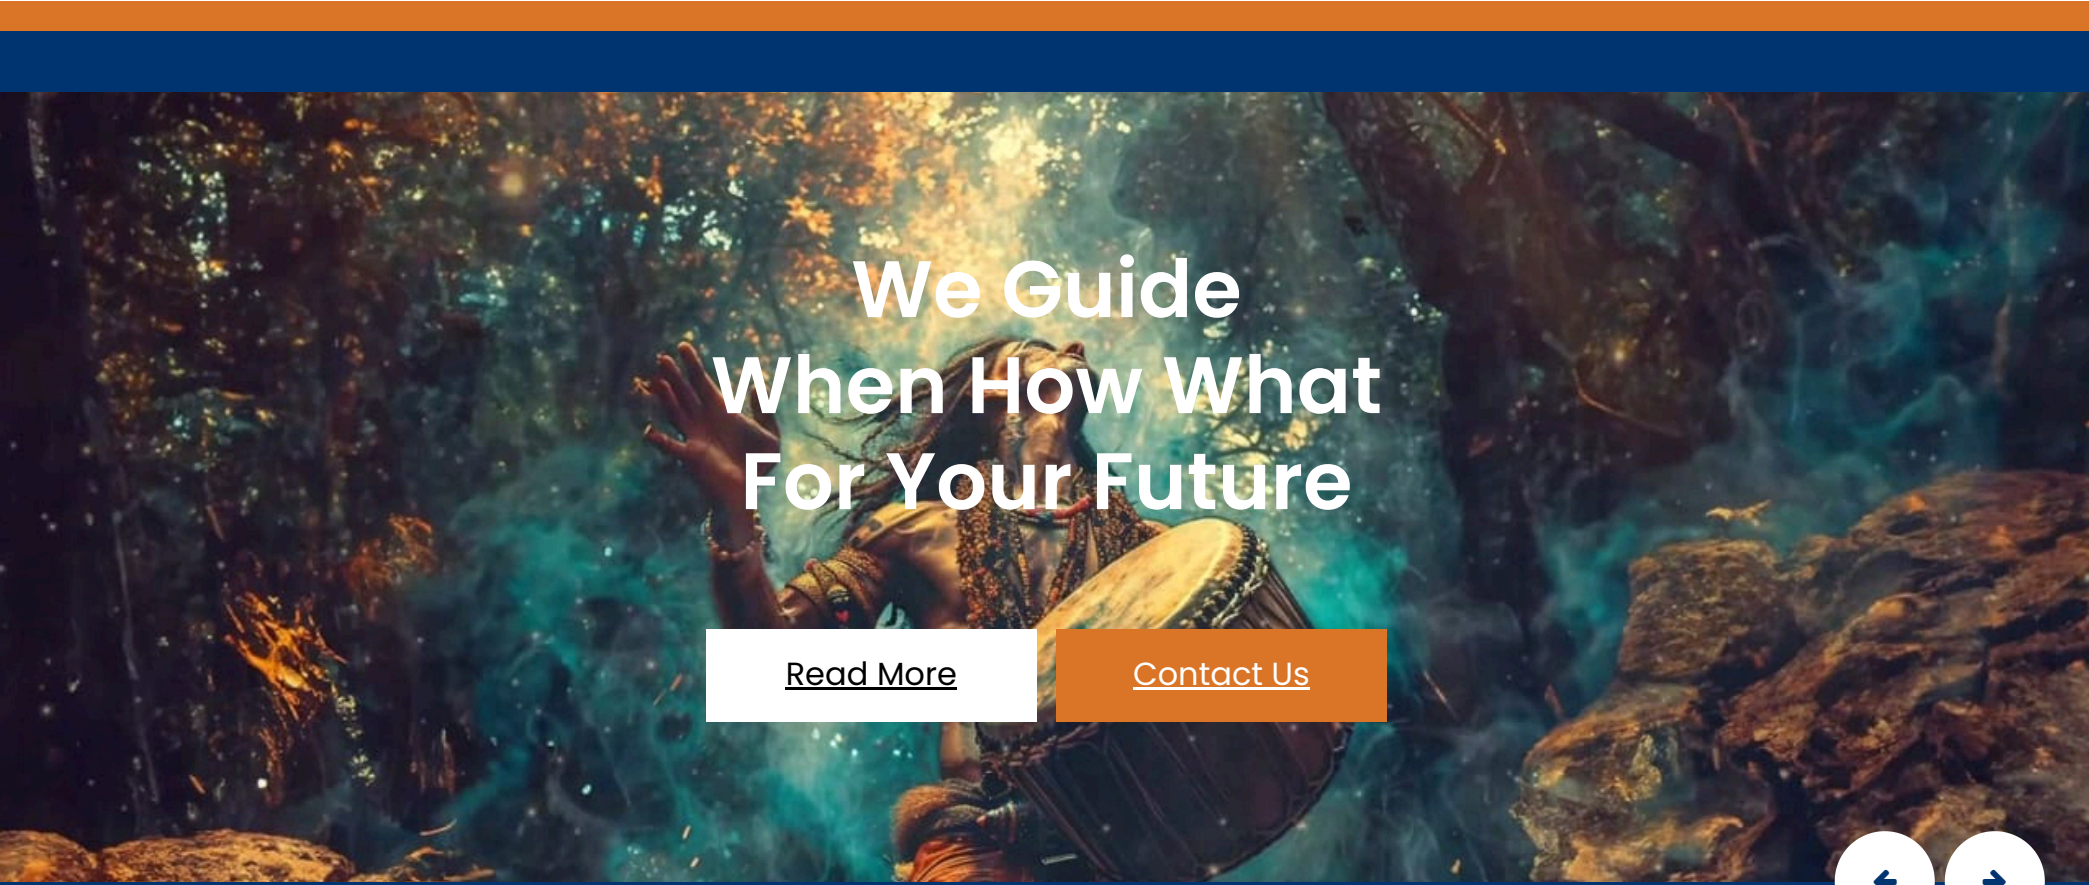 We Guide
When How What
For Your Future
Read More
Contact Us